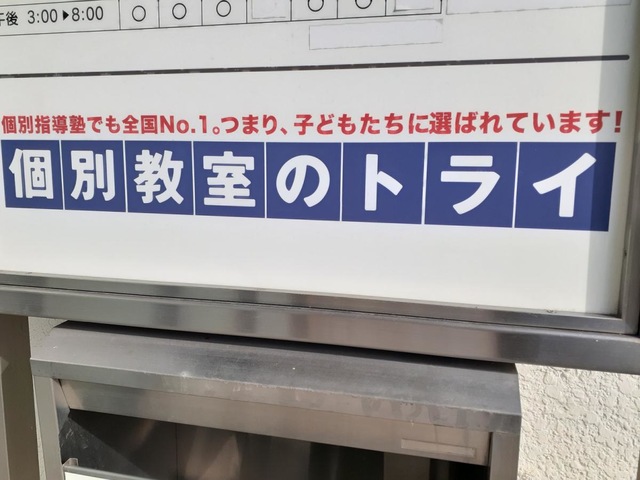 午後 3:00▶8:00 ○ ○ ○ ○ ○
個別指導塾でも全国No.1。つまり、子どもたちに選ばれています!
個別教室のトライ